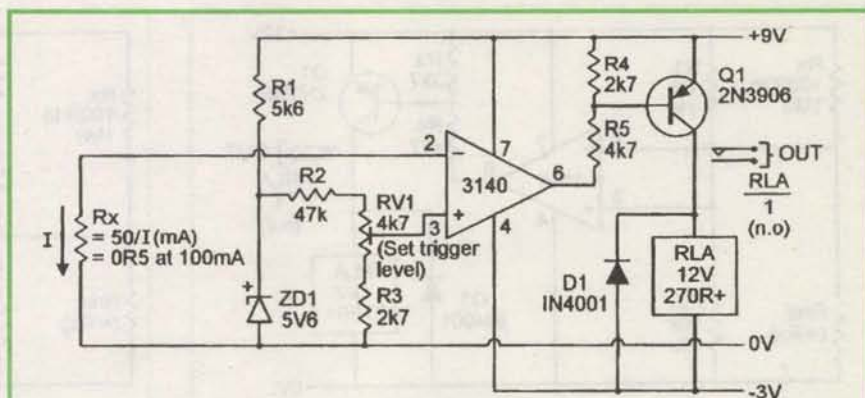 +9V
R1
5k6
R4
2k7
Q1
2N3906
2
−
7
R5
4k7
OUT
3140
6
R2
47k
RV1
4k7
+
3
4
RLA
1
(n.o)
(Set trigger
level)
I
Rx
= 50/I (mA)
= 0R5 at 100mA
RLA
12V
270R+
+
ZD1
5V6
R3
2k7
D1
IN4001
0V
-3V